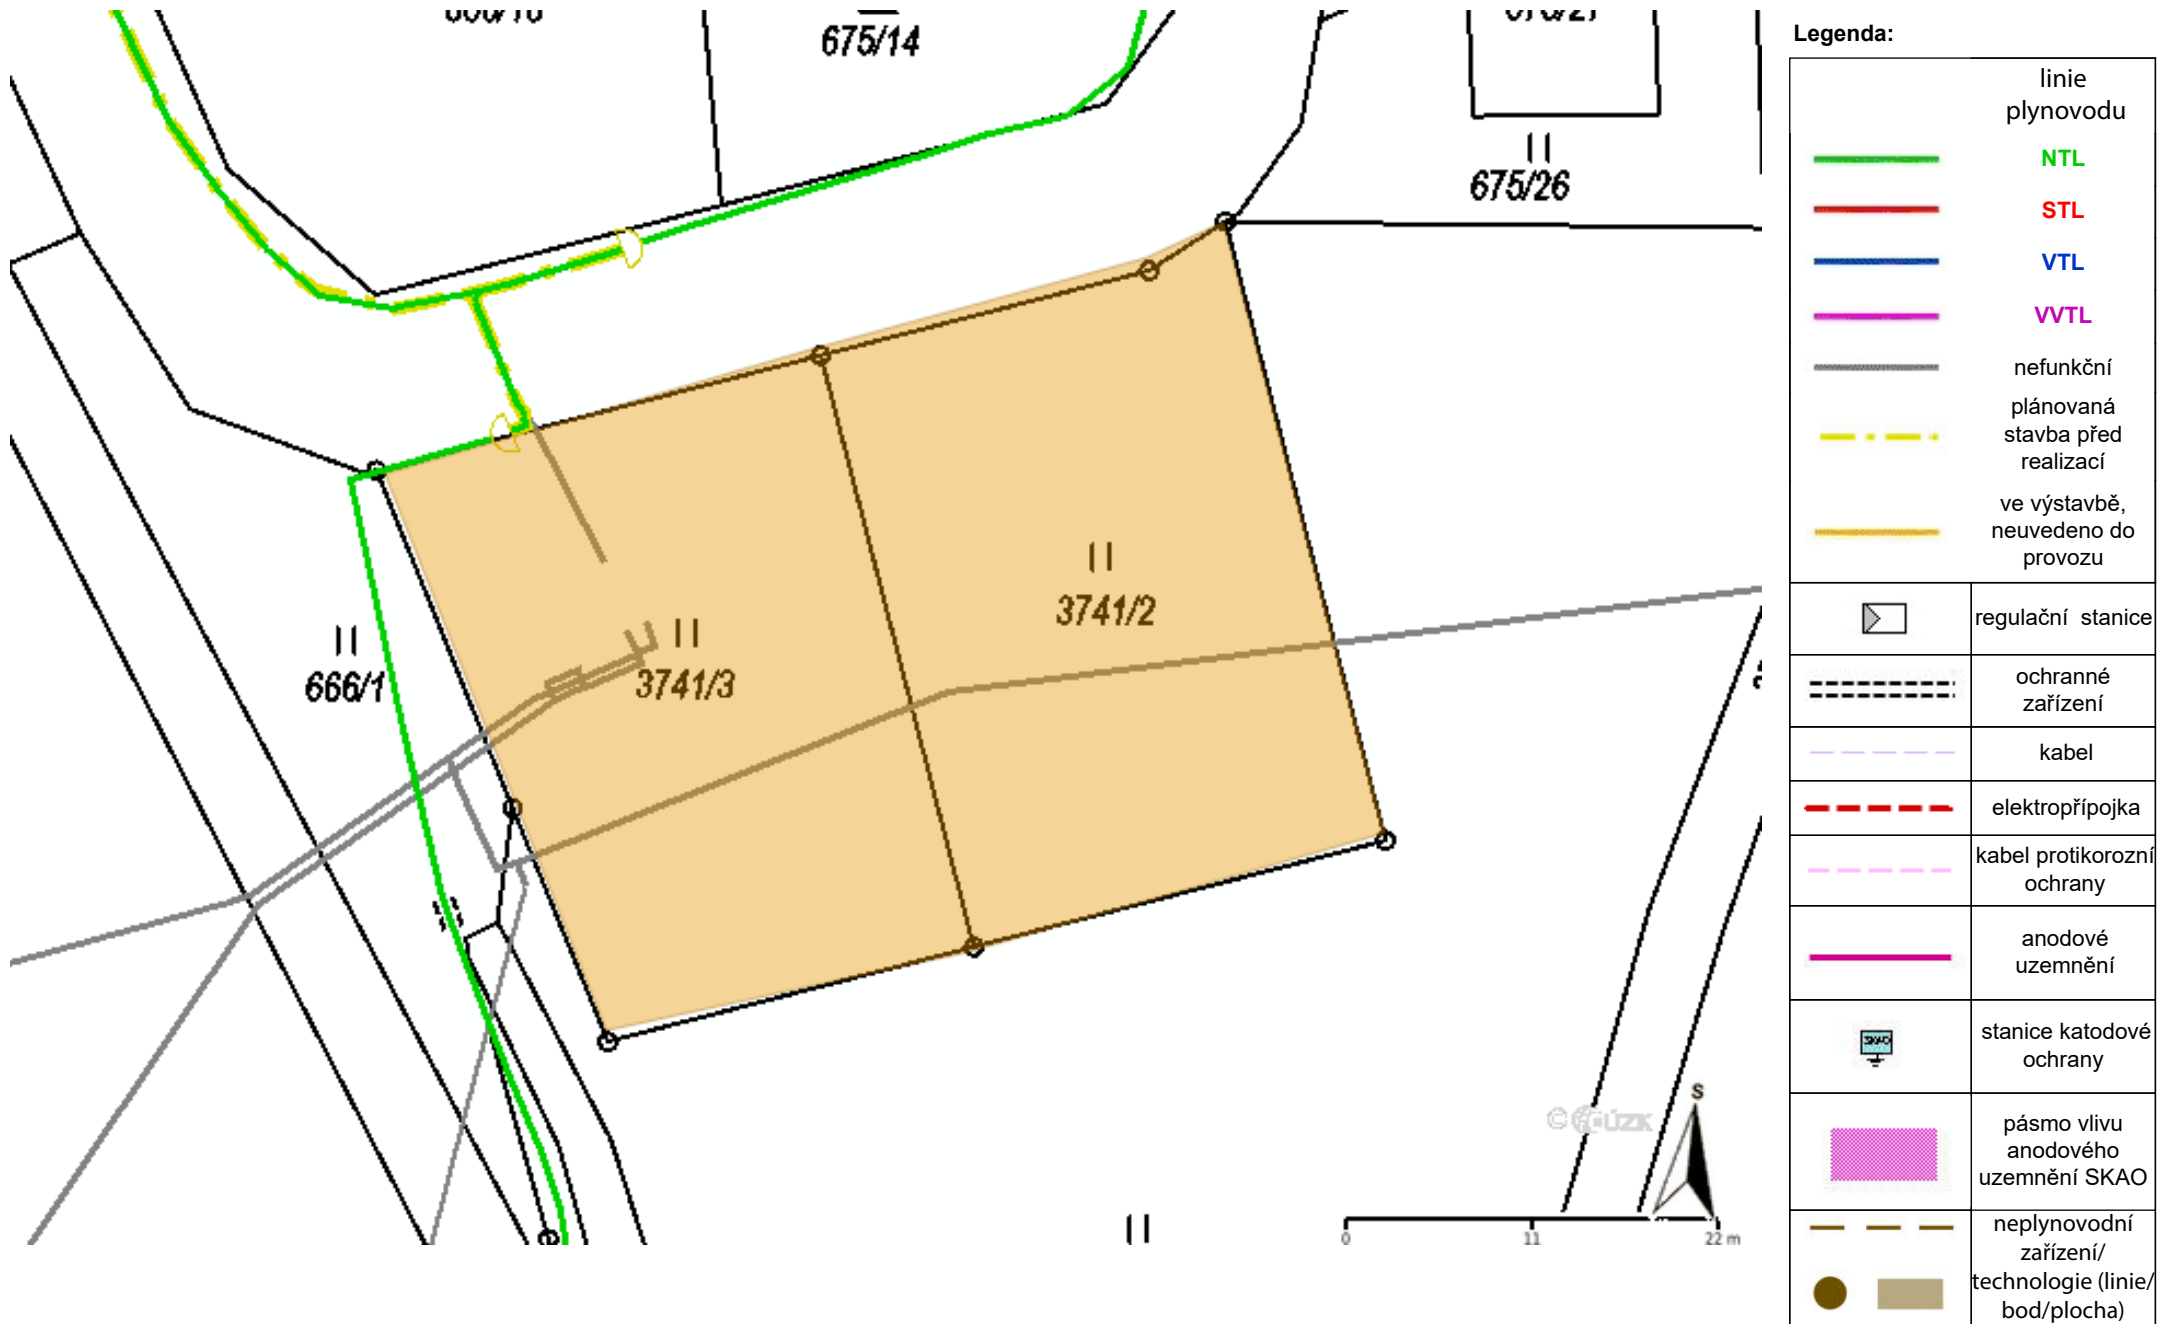 675/14
675/26
3741/2
3741/3
666/1
S
0 11 22 m
Legenda:
linie
plynovodu
NTL
STL
VTL
VVTL
nefunkční
plánovaná
stavba před
realizací
ve výstavbě,
neuvedeno do
provozu
regulační stanice
ochranné
zařízení
kabel
elektropřípojka
kabel protikorozní
ochrany
anodové
uzemnění
SKAO
stanice katodové
ochrany
pásmo vlivu
anodového
uzemnění SKAO
neplynovodní
zařízení/
technologie (linie/
bod/plocha)